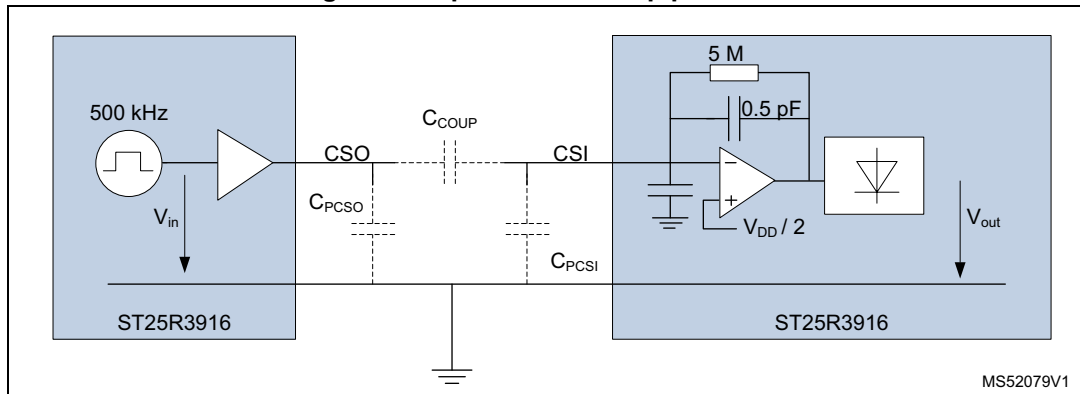 5 M
500 kHz
0.5 pF
C_COUP
CSO
CSI
C_PCSO
V_in
V_DD / 2
V_out
C_PCSI
ST25R3916
ST25R3916
MS52079V1